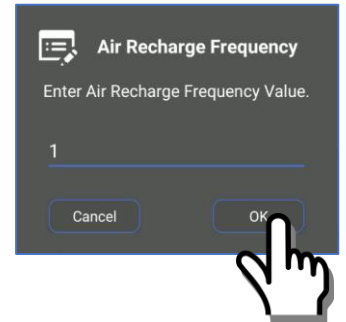 Air Recharge Frequency
Enter Air Recharge Frequency Value.
1
Cancel
OK